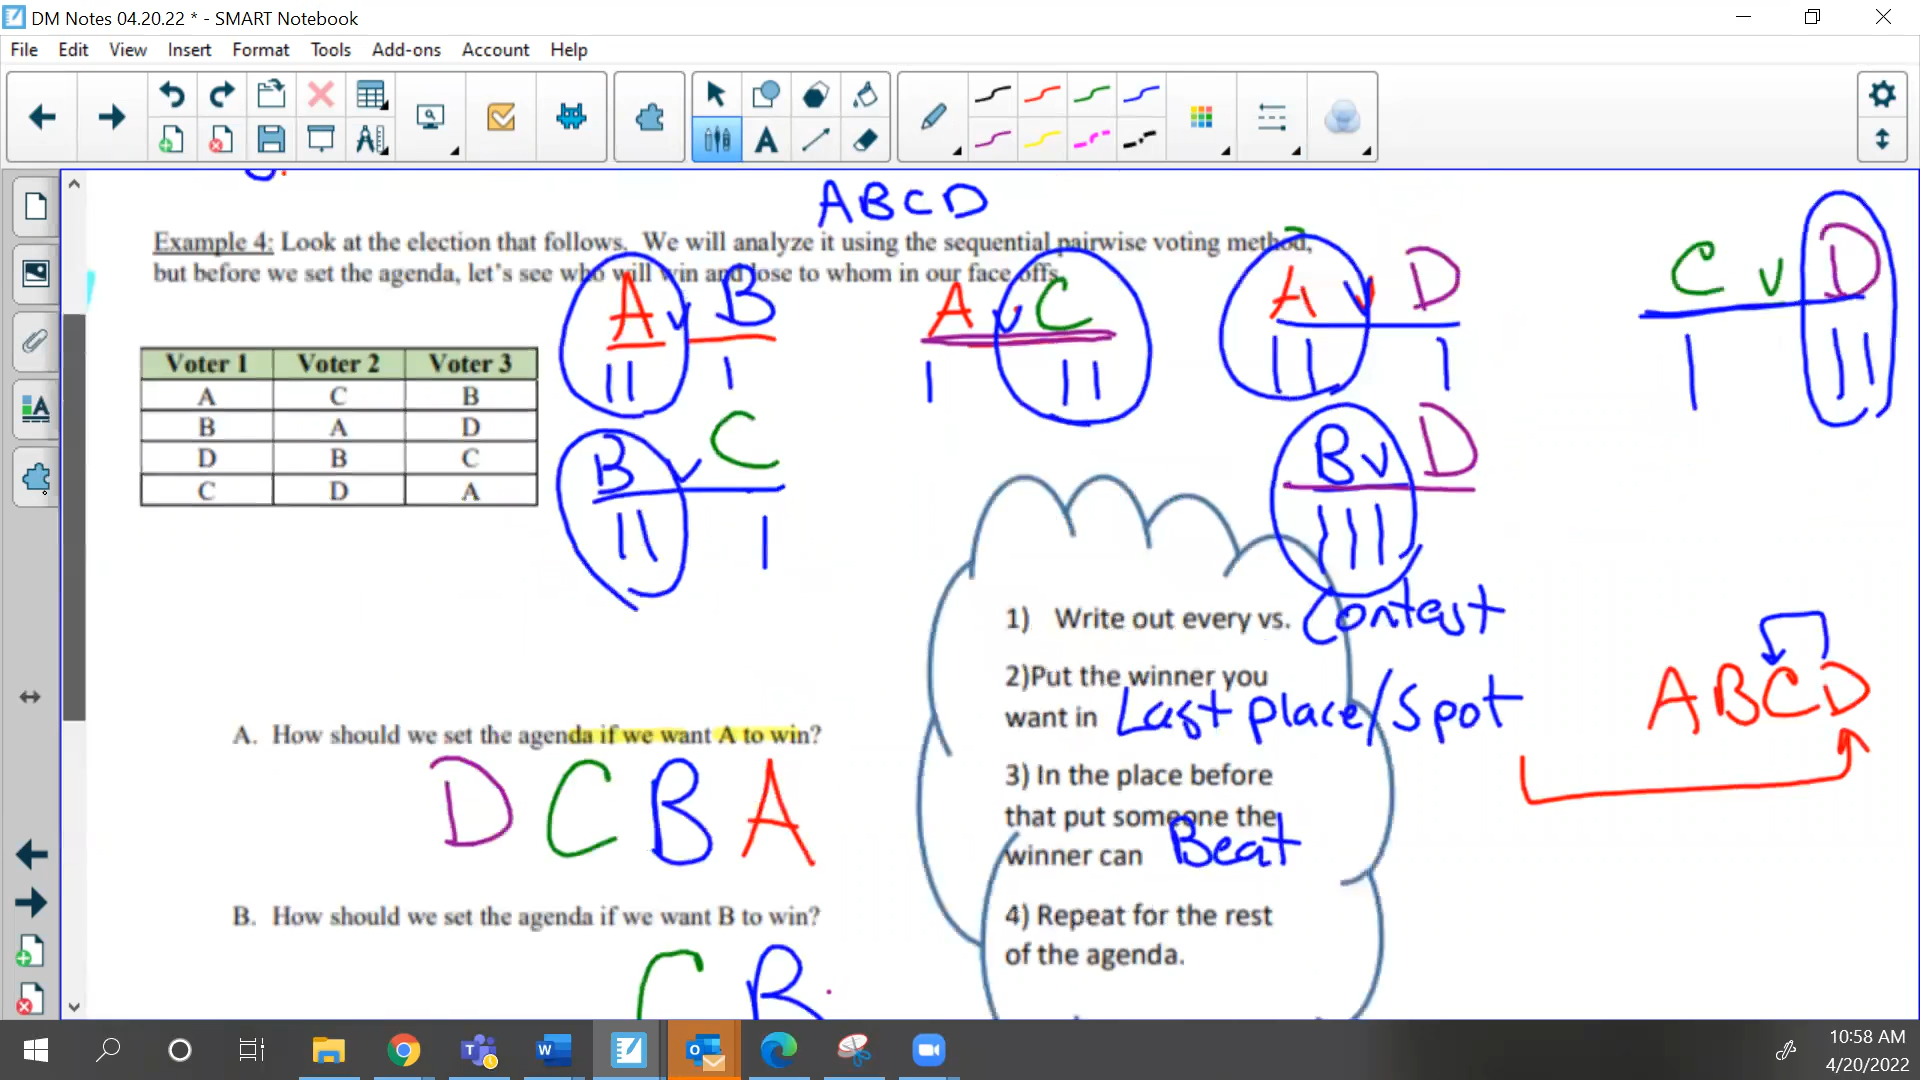 DM Notes 04.20.22 * - SMART Notebook
File Edit View Insert Format Tools Add-ons Account Help
A B C D
Example 4: Look at the election that follows. We will analyze it using the sequential pairwise voting method,
but before we set the agenda, let's see who will win and lose to whom in our face offs.
A v B
A v C
A v D
C v D
Voter 1 Voter 2 Voter 3
A C B
B A D
D B C
C D A
B v C
B v D
1) Write out every vs. Contest
2)Put the winner you
want in Last place/Spot
A B C D
A. How should we set the agenda if we want A to win?
3) In the place before
that put someone the
winner can Beat
D C B A
B. How should we set the agenda if we want B to win?
4) Repeat for the rest
of the agenda.
C B
10:58 AM
4/20/2022